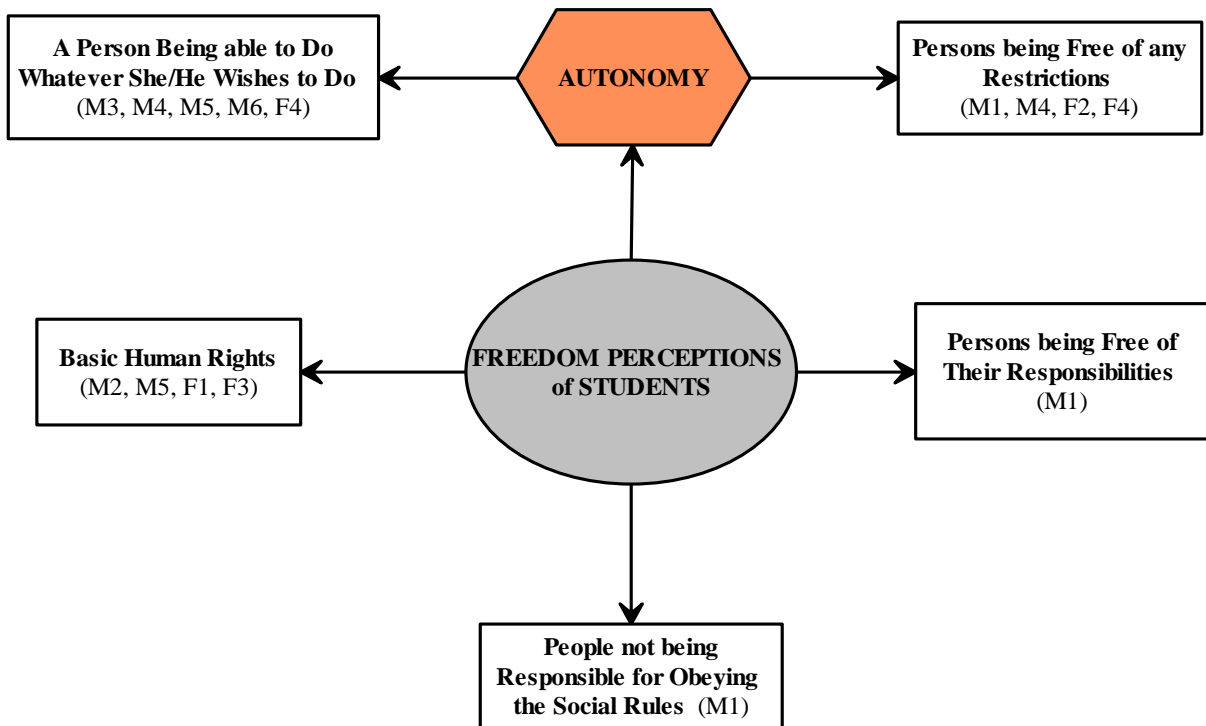 A Person Being able to Do
Whatever She/He Wishes to Do
(M3, M4, M5, M6, F4)
AUTONOMY
Persons being Free of any
Restrictions
(M1, M4, F2, F4)
Basic Human Rights
(M2, M5, F1, F3)
FREEDOM PERCEPTIONS
of STUDENTS
Persons being Free of
Their Responsibilities
(M1)
People not being
Responsible for Obeying
the Social Rules (M1)